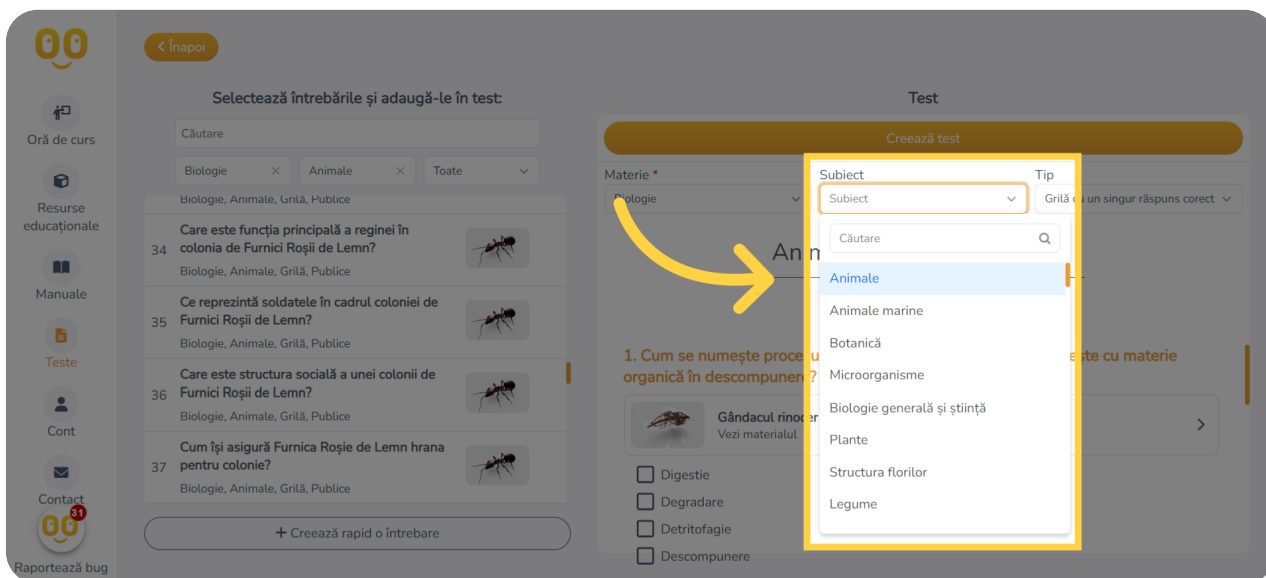 Înapoi
Oră de curs
Resurse
educaționale
Manuale
Teste
Cont
Contact
31
Raportează bug
Selectează întrebările și adaugă-le în test:
Căutare
Biologie
Animale
Toate
Biologie, Animale, Grilă, Publice
34
Care este funcția principală a reginei în
colonia de Furnici Roșii de Lemn?
Biologie, Animale, Grilă, Publice
35
Ce reprezintă soldatele în cadrul coloniei de
Furnici Roșii de Lemn?
Biologie, Animale, Grilă, Publice
36
Care este structura socială a unei colonii de
Furnici Roșii de Lemn?
Biologie, Animale, Grilă, Publice
37
Cum își asigură Furnica Roșie de Lemn hrana
pentru colonie?
Biologie, Animale, Grilă, Publice
+ Creează rapid o întrebare
Test
Creează test
Materie *
Biologie
Subiect
Subiect
Tip
Grilă cu un singur răspuns corect
Căutare
Animale
Animale marine
Botanică
Microorganisme
Biologie generală și știință
Plante
Structura florilor
Legume
1. Cum se numește
cu materie
organică în descompunere?
Gândacul
Vezi materialul
Digestie
Degradare
Detritofagie
Descompunere